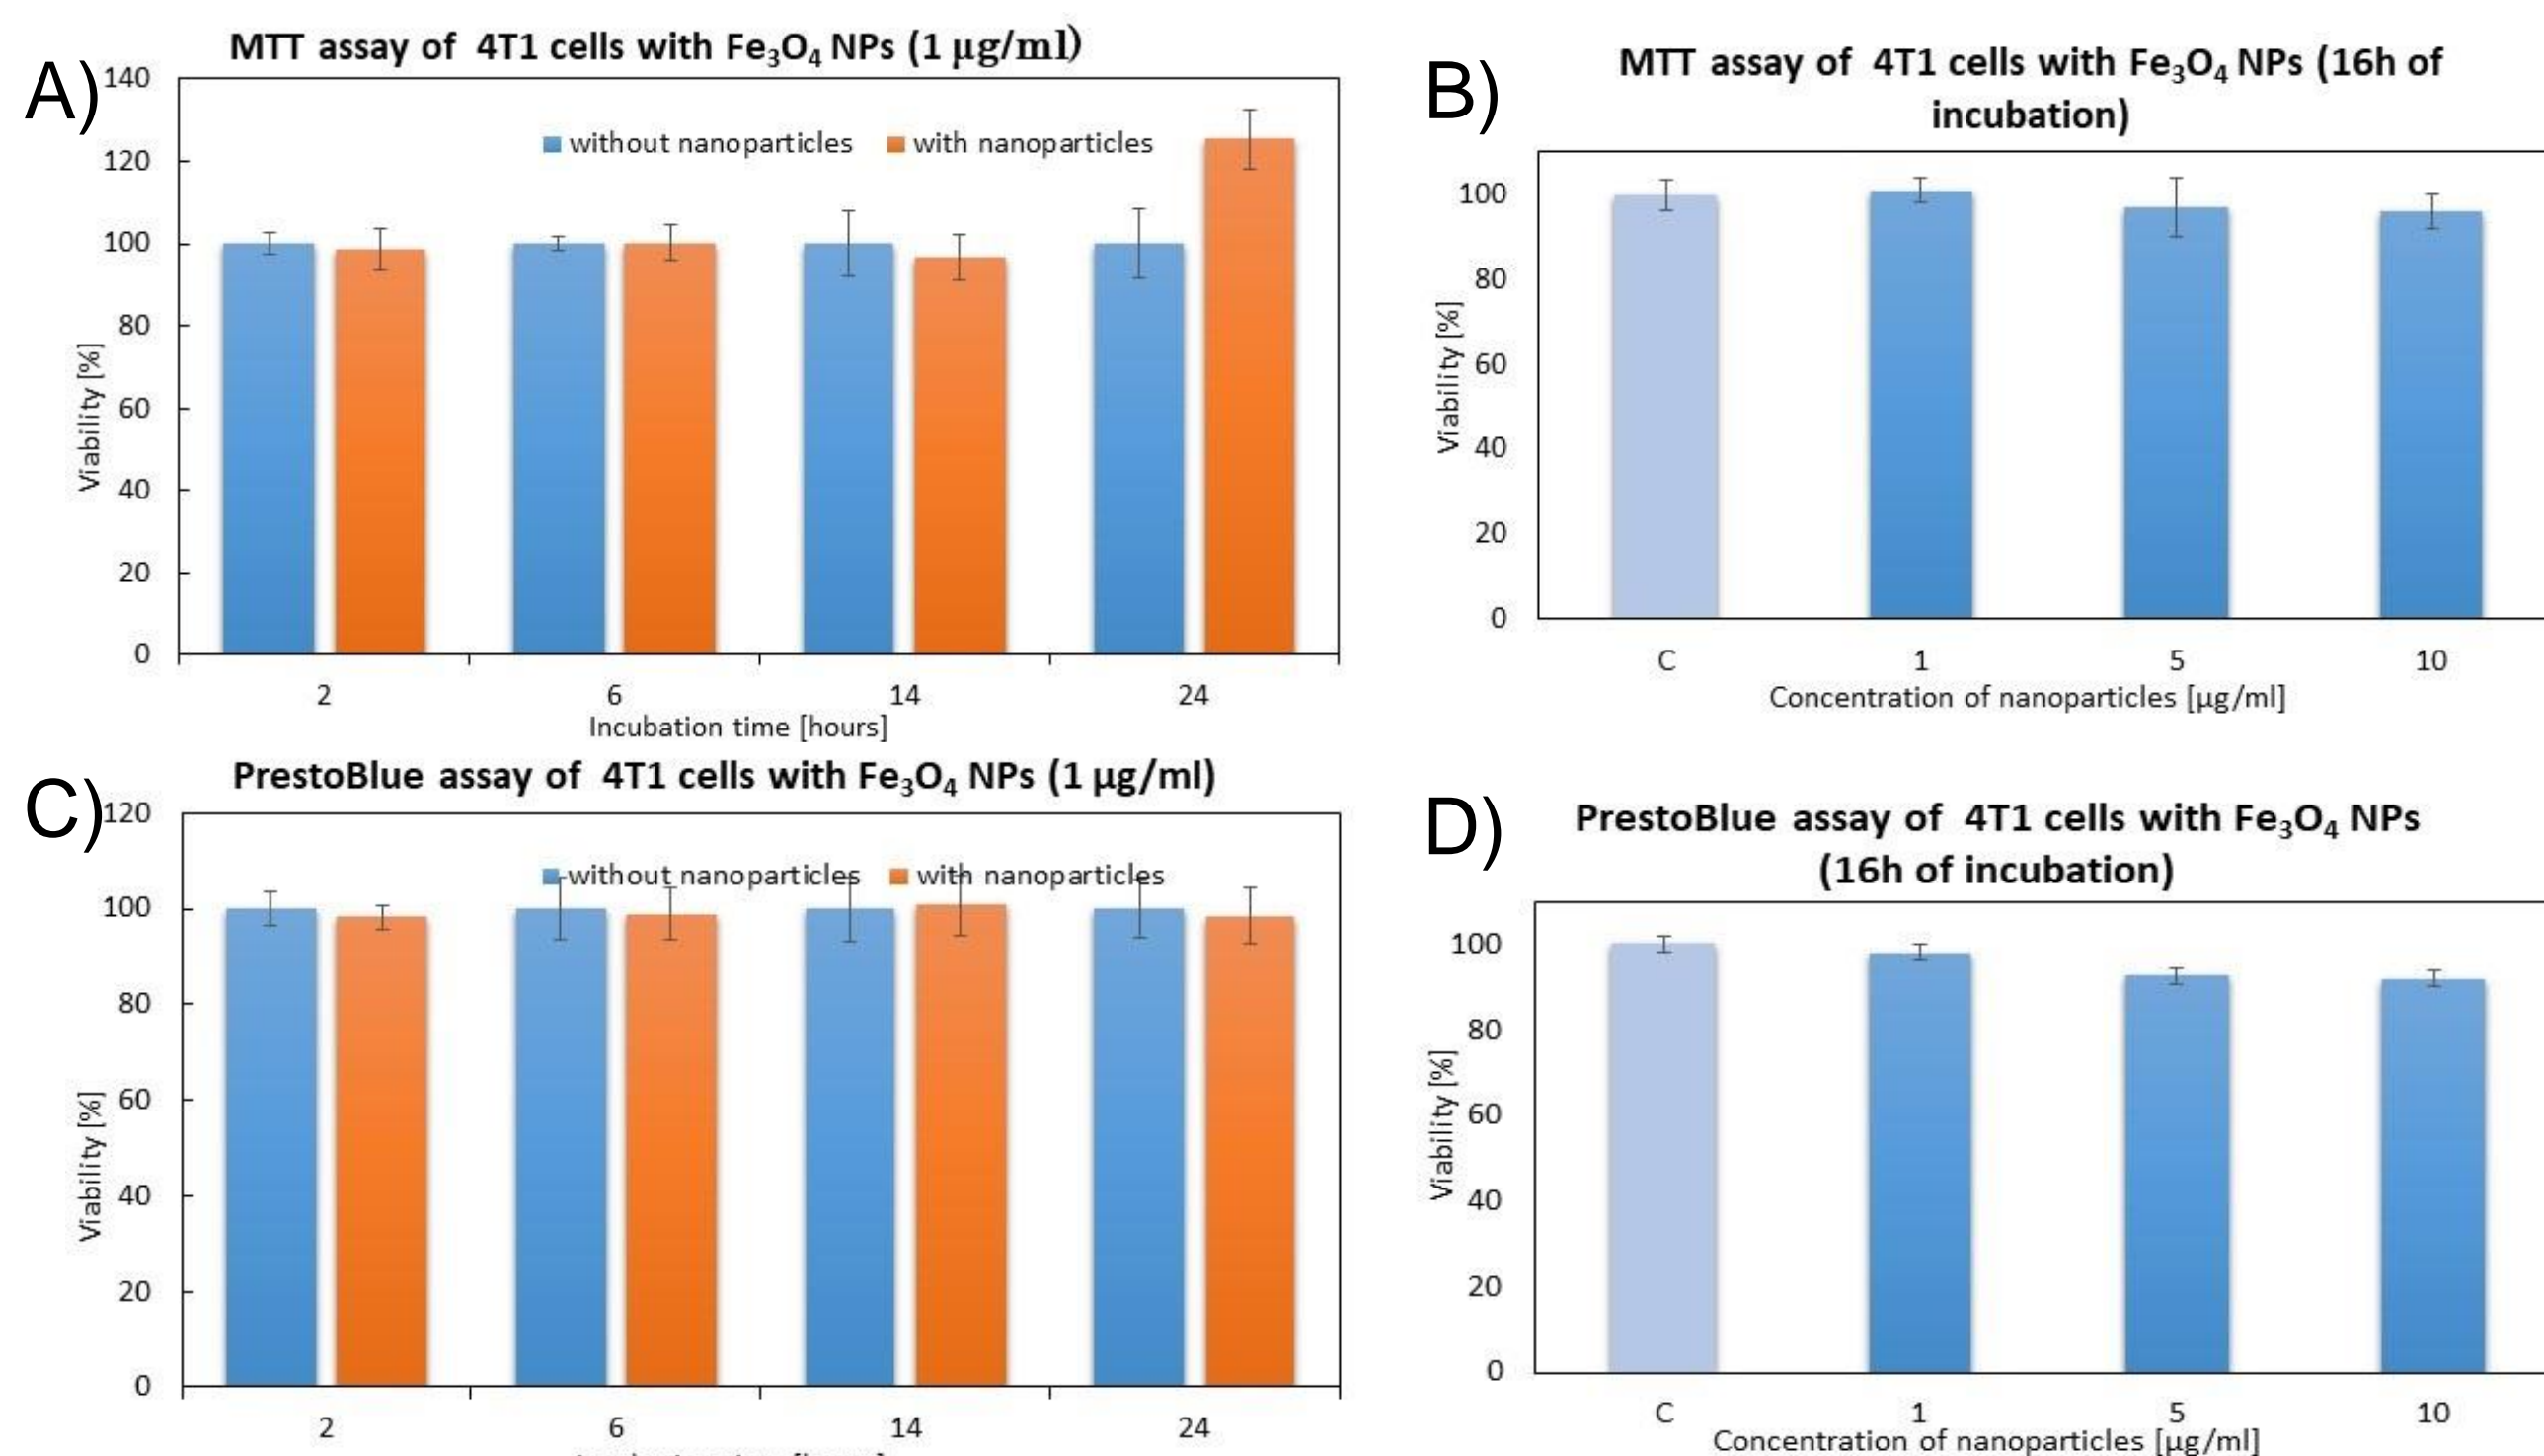 A)
MTT assay of 4T1 cells with Fe₃O₄ NPs (1 µg/ml)
140
120
100
80
60
40
20
0
Viability [%]
without nanoparticles with nanoparticles
2 6 14 24
Incubation time [hours]
B)
MTT assay of 4T1 cells with Fe₃O₄ NPs (16h of
incubation)
100
80
60
40
20
0
Viability [%]
C 1 5 10
Concentration of nanoparticles [µg/ml]
C)
PrestoBlue assay of 4T1 cells with Fe₃O₄ NPs (1 µg/ml)
120
100
80
60
40
20
0
Viability [%]
without nanoparticles with nanoparticles
2 6 14 24
D)
PrestoBlue assay of 4T1 cells with Fe₃O₄ NPs
(16h of incubation)
100
80
60
40
20
0
Viability [%]
C 1 5 10
Concentration of nanoparticles [µg/ml]